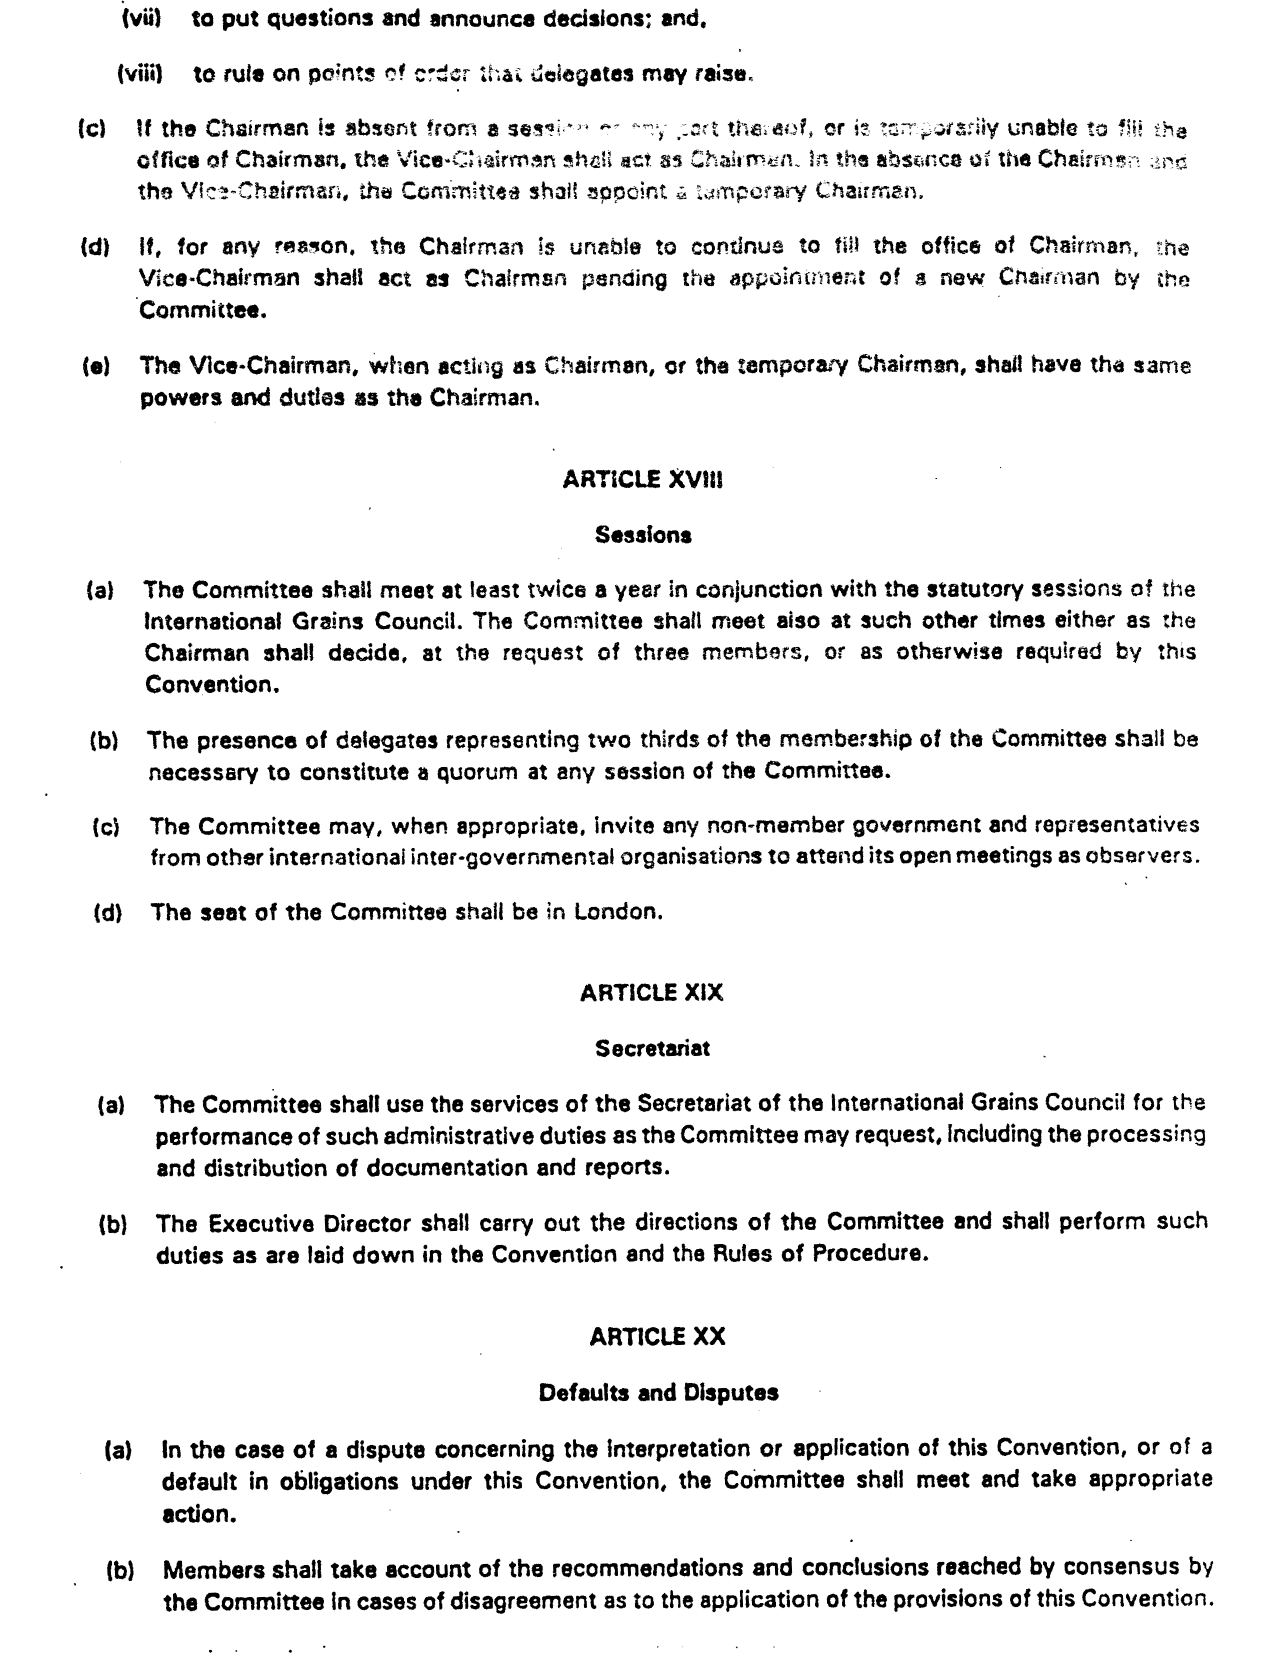 (vii) to put questions and announce decisions; and,
(viii) to rule on points of order that delegates may raise.
(c) If the Chairman is absent from a session or any part thereof, or is temporarily unable to fill the
office of Chairman, the Vice-Chairman shall act as Chairman. In the absence of the Chairman and
the Vice-Chairman, the Committee shall appoint a temporary Chairman.
(d) If, for any reason, the Chairman is unable to continue to fill the office of Chairman, the
Vice-Chairman shall act as Chairman pending the appointment of a new Chairman by the
Committee.
(e) The Vice-Chairman, when acting as Chairman, or the temporary Chairman, shall have the same
powers and duties as the Chairman.
ARTICLE XVIII
Sessions
(a) The Committee shall meet at least twice a year in conjunction with the statutory sessions of the
International Grains Council. The Committee shall meet also at such other times either as the
Chairman shall decide, at the request of three members, or as otherwise required by this
Convention.
(b) The presence of delegates representing two thirds of the membership of the Committee shall be
necessary to constitute a quorum at any session of the Committee.
(c) The Committee may, when appropriate, invite any non-member government and representatives
from other international inter-governmental organisations to attend its open meetings as observers.
(d) The seat of the Committee shall be in London.
ARTICLE XIX
Secretariat
(a) The Committee shall use the services of the Secretariat of the International Grains Council for the
performance of such administrative duties as the Committee may request, including the processing
and distribution of documentation and reports.
(b) The Executive Director shall carry out the directions of the Committee and shall perform such
duties as are laid down in the Convention and the Rules of Procedure.
ARTICLE XX
Defaults and Disputes
(a) In the case of a dispute concerning the interpretation or application of this Convention, or of a
default in obligations under this Convention, the Committee shall meet and take appropriate
action.
(b) Members shall take account of the recommendations and conclusions reached by consensus by
the Committee in cases of disagreement as to the application of the provisions of this Convention.